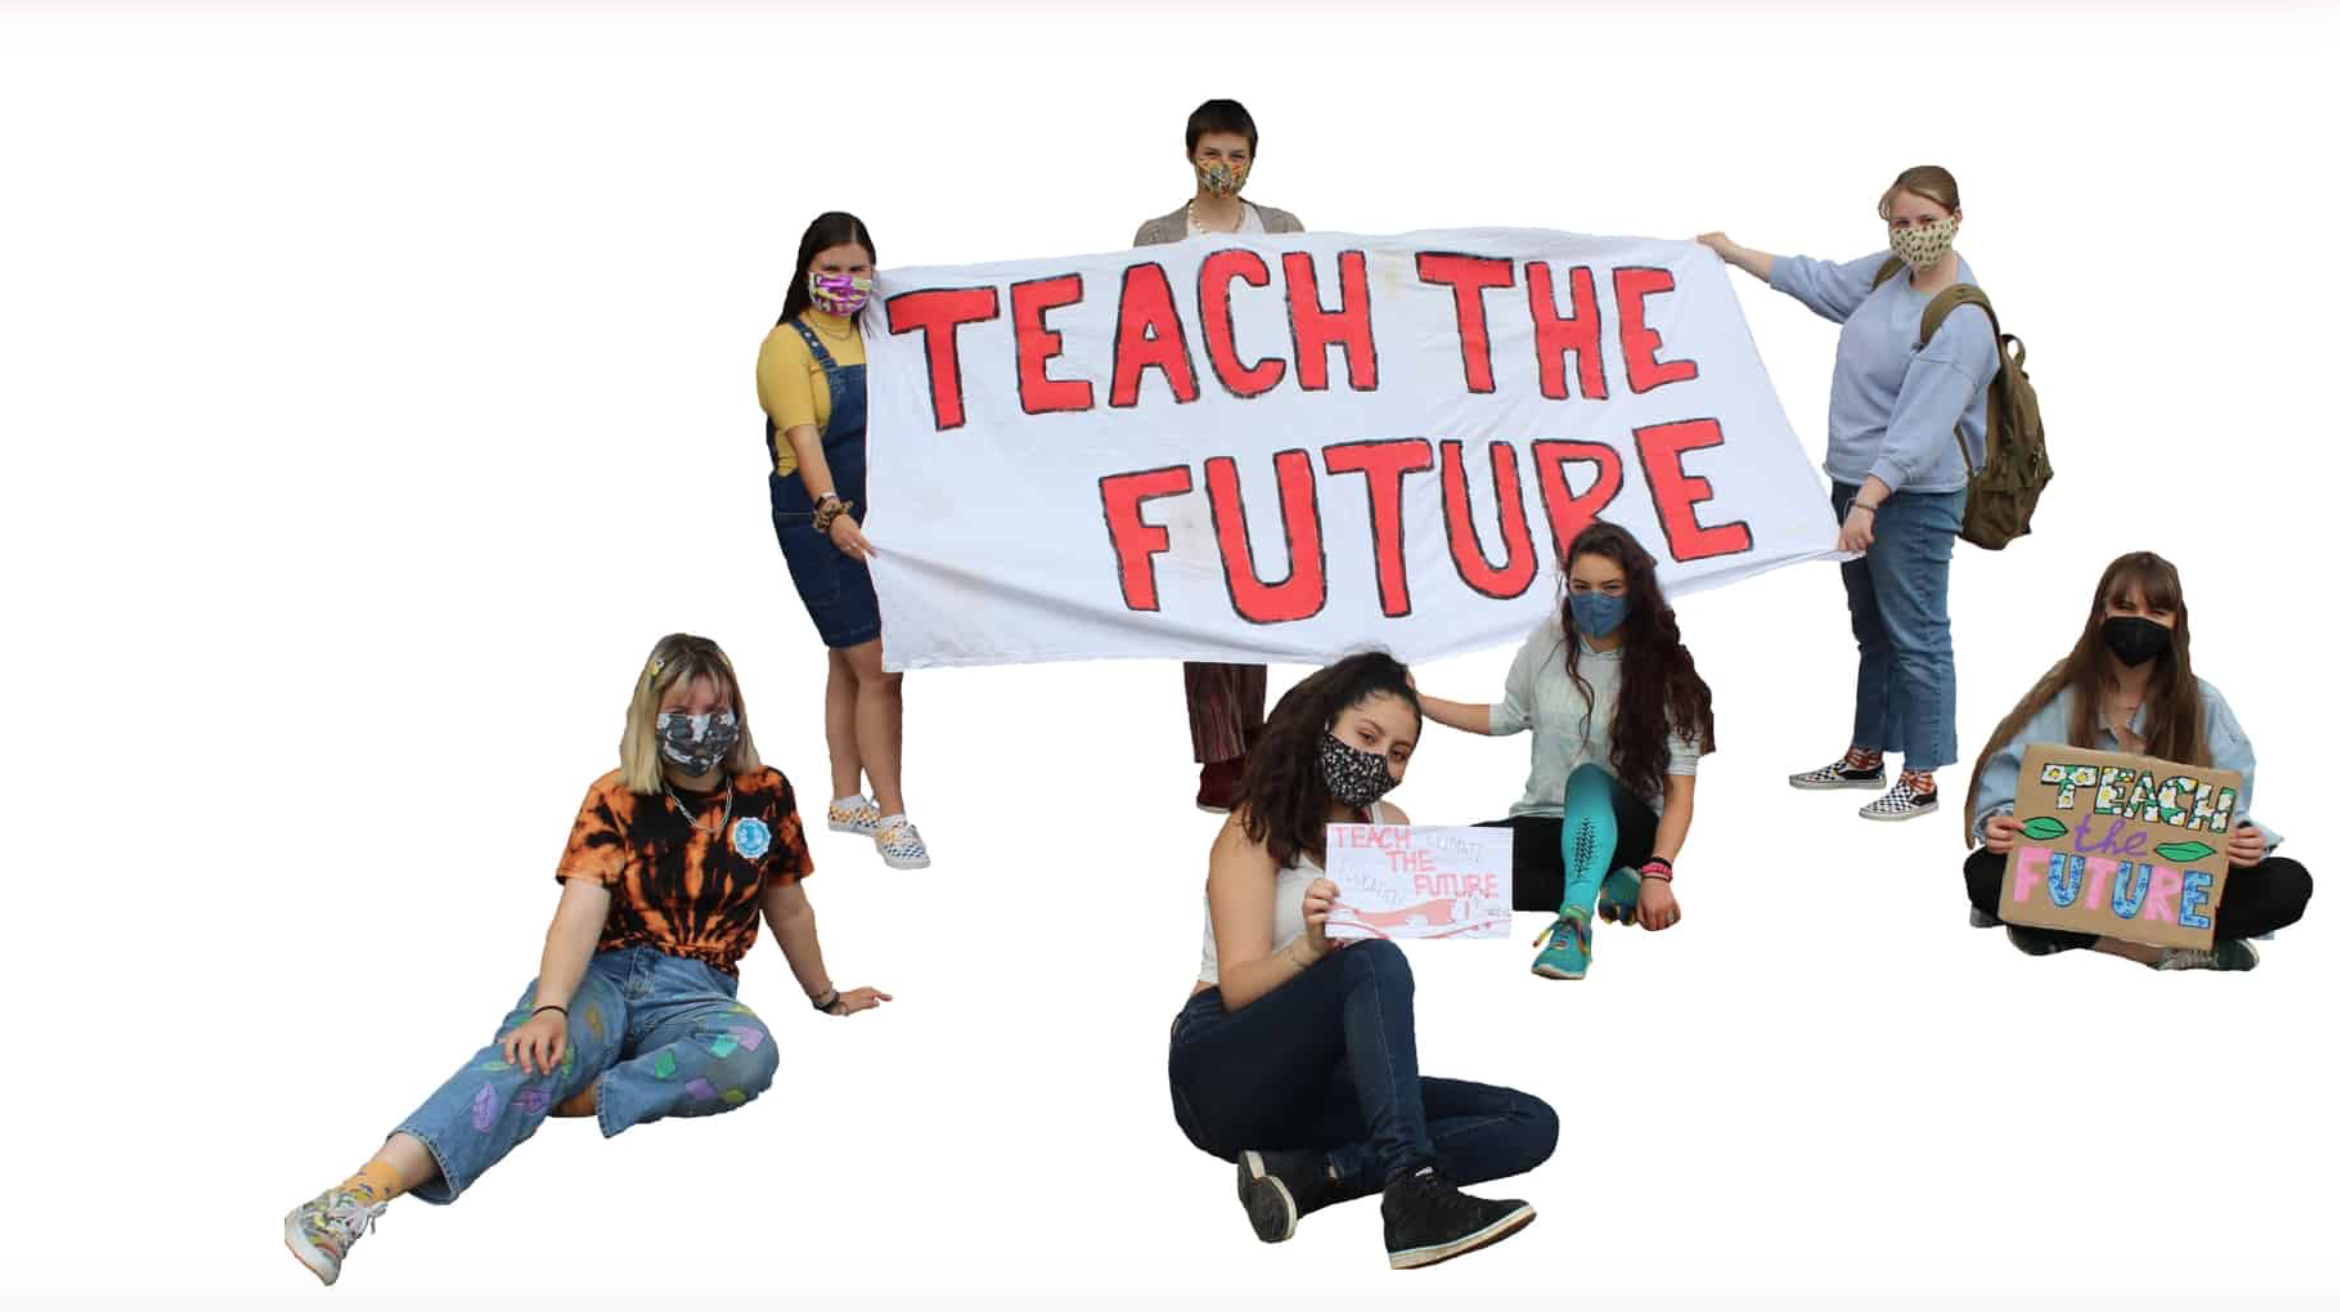 TEACH THE
FUTURE
TEACH
THE
FUTURE
TEACH
the
FUTURE